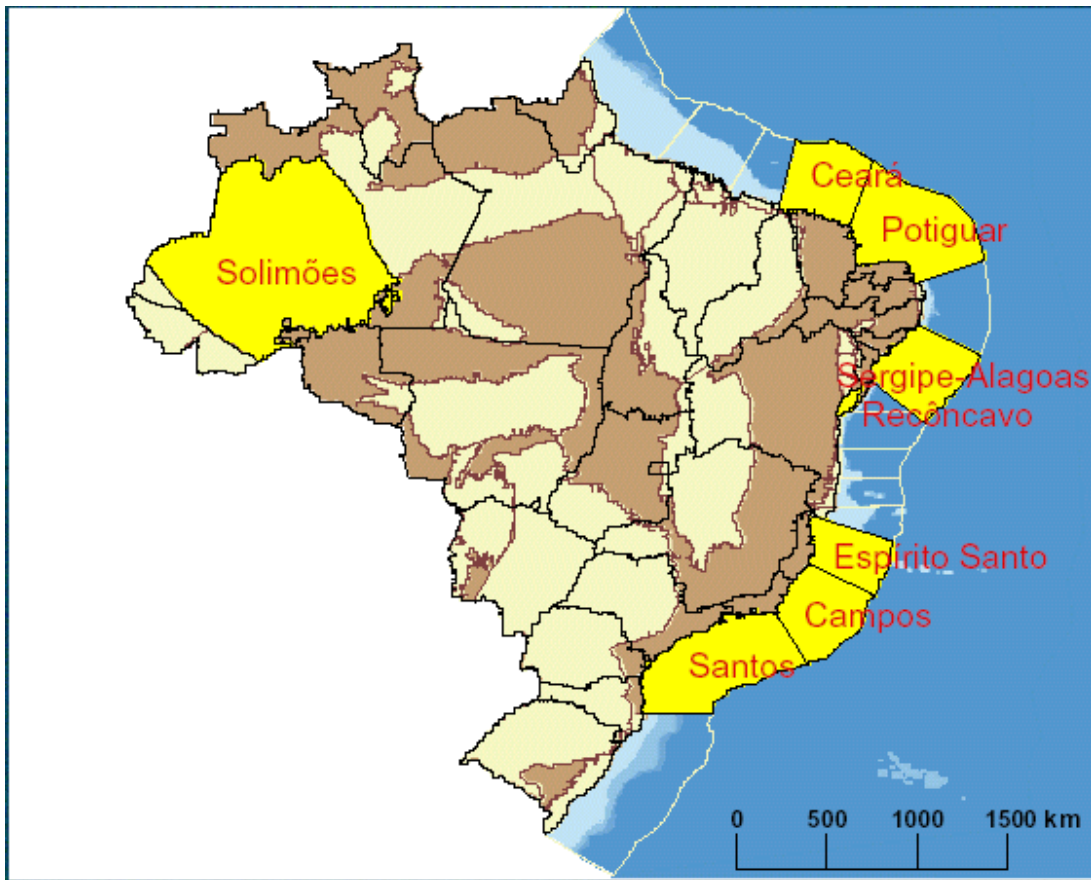 Ceará
Potiguar
Solimões
Sergipe-Alagoas
Recôncavo
Espírito Santo
Campos
Santos
0 500 1000 1500 km